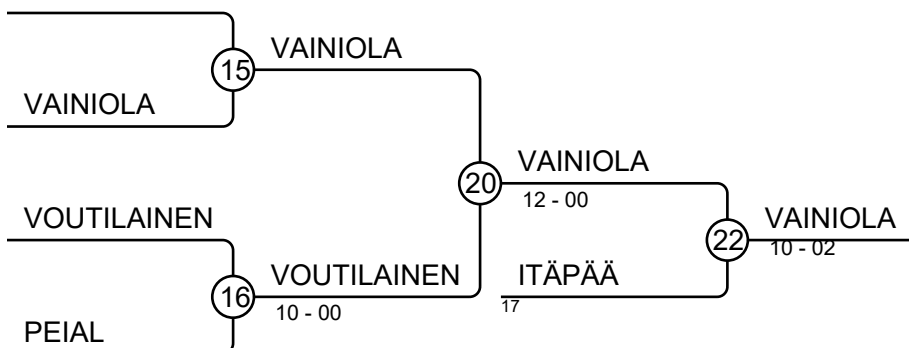 VAINIOLA
15
VAINIOLA
VAINIOLA
20
12 - 00
VOUTILAINEN
VAINIOLA
22
10 - 02
VOUTILAINEN
ITÄPÄÄ
16
10 - 00
17
PEIAL